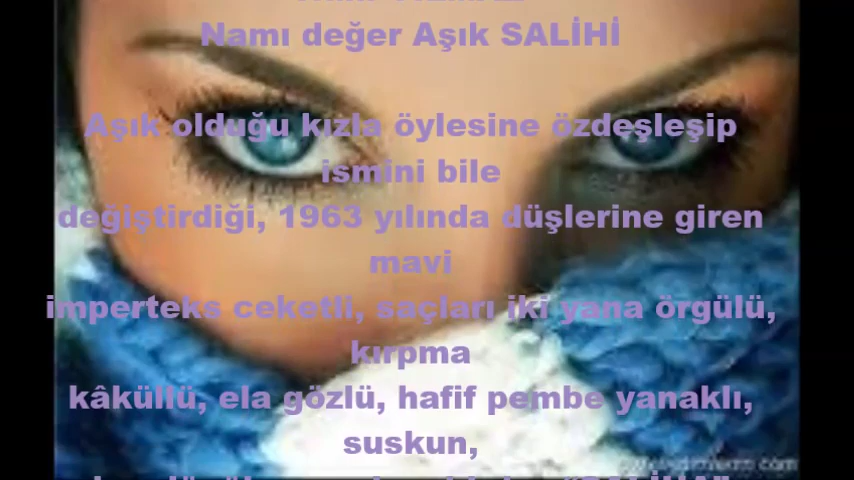 Namı değer Aşık SALİHİ
Aşık olduğu kızla öylesine özdeşleşip
ismini bile
değiştirdiği, 1963 yılında düşlerine giren
mavi
imperteks ceketli, saçları iki yana örgülü,
kırpma
kâküllü, ela gözlü, hafif pembe yanaklı,
suskun,